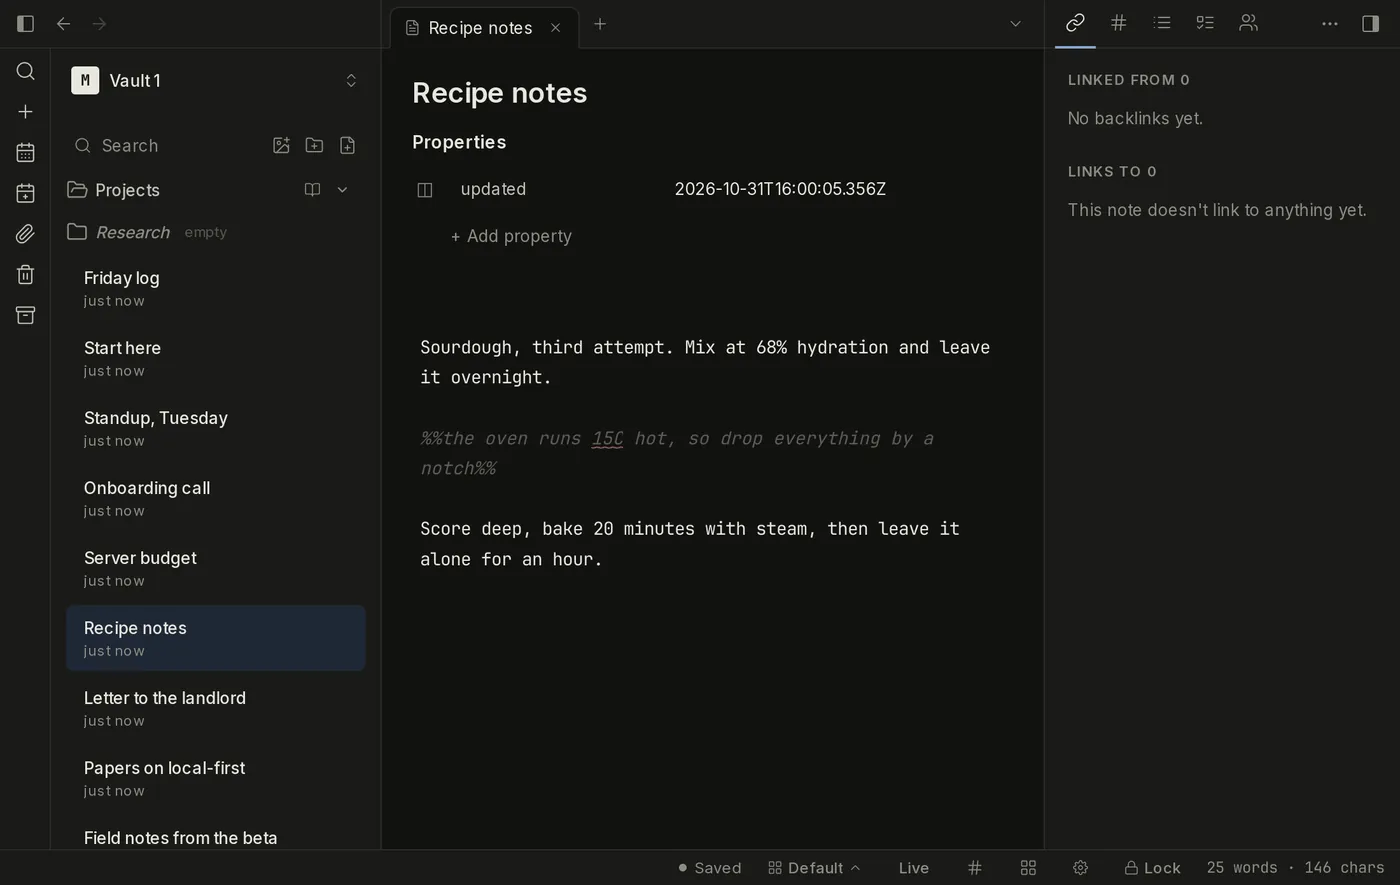 Recipe notes
M Vault 1
Search
Projects
Research empty
Friday log
just now
Start here
just now
Standup, Tuesday
just now
Onboarding call
just now
Server budget
just now
Recipe notes
just now
Letter to the landlord
just now
Papers on local-first
just now
Field notes from the beta
Recipe notes
Properties
updated 2026-10-31T16:00:05.356Z
+ Add property
Sourdough, third attempt. Mix at 68% hydration and leave
it overnight.
%%the oven runs 15C hot, so drop everything by a
notch%%
Score deep, bake 20 minutes with steam, then leave it
alone for an hour.
LINKED FROM 0
No backlinks yet.
LINKS TO 0
This note doesn't link to anything yet.
Saved Default Live Lock 25 words · 146 chars